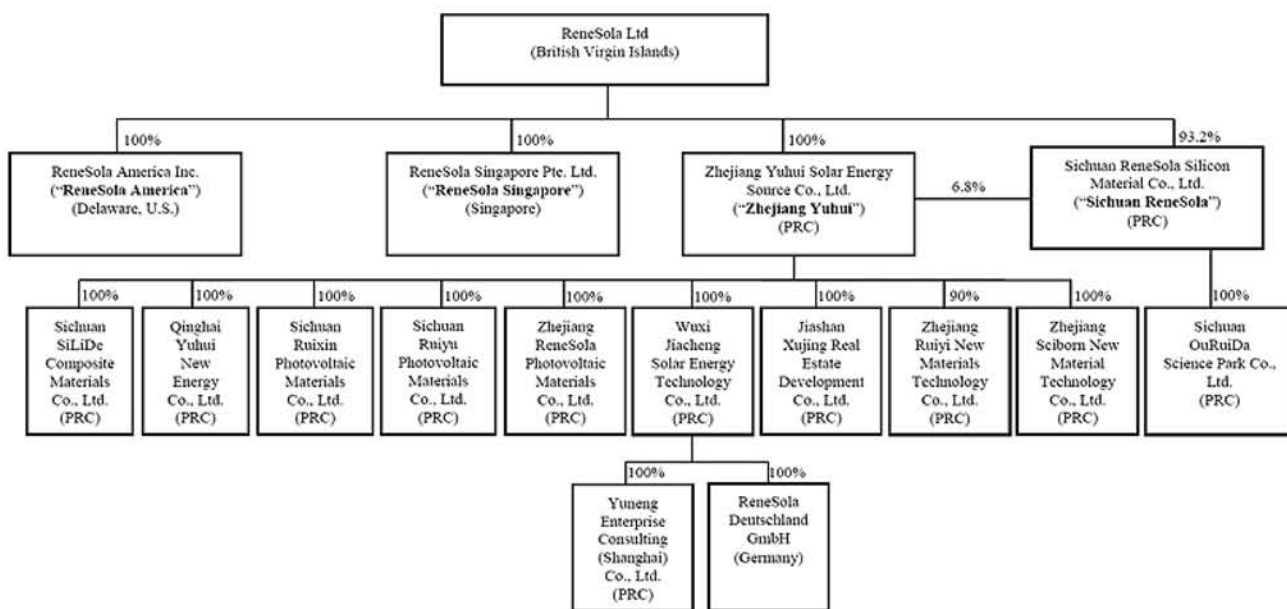 ReneSola Ltd
(British Virgin Islands)
100%
100%
100%
93.2%
ReneSola America Inc.
(“ReneSola America”)
(Delaware, U.S.)
ReneSola Singapore Pte. Ltd.
(“ReneSola Singapore”)
(Singapore)
Zhejiang Yuhui Solar Energy
Source Co., Ltd.
(“Zhejiang Yuhui”)
(PRC)
6.8%
Sichuan ReneSola Silicon
Material Co., Ltd.
(“Sichuan ReneSola”)
(PRC)
100%
100%
100%
100%
100%
100%
100%
90%
100%
100%
Sichuan
SiLiDe
Composite
Materials
Co., Ltd.
(PRC)
Qinghai
Yuhui
New
Energy
Co., Ltd.
(PRC)
Sichuan
Ruixin
Photovoltaic
Materials
Co., Ltd.
(PRC)
Sichuan
Ruiyu
Photovoltaic
Materials
Co., Ltd.
(PRC)
Zhejiang
ReneSola
Photovoltaic
Materials
Co., Ltd.
(PRC)
Wuxi
Jiacheng
Solar Energy
Technology
Co., Ltd.
(PRC)
Jiashan
Xujing Real
Estate
Development
Co., Ltd.
(PRC)
Zhejiang
Ruiyi New
Materials
Technology
Co., Ltd.
(PRC)
Zhejiang
Sciborn New
Material
Technology
Co., Ltd.
(PRC)
Sichuan
OuRuiDa
Science Park Co.,
Ltd.
(PRC)
100%
100%
Yuneng
Enterprise
Consulting
(Shanghai)
Co., Ltd.
(PRC)
ReneSola
Deutschland
GmbH
(Germany)